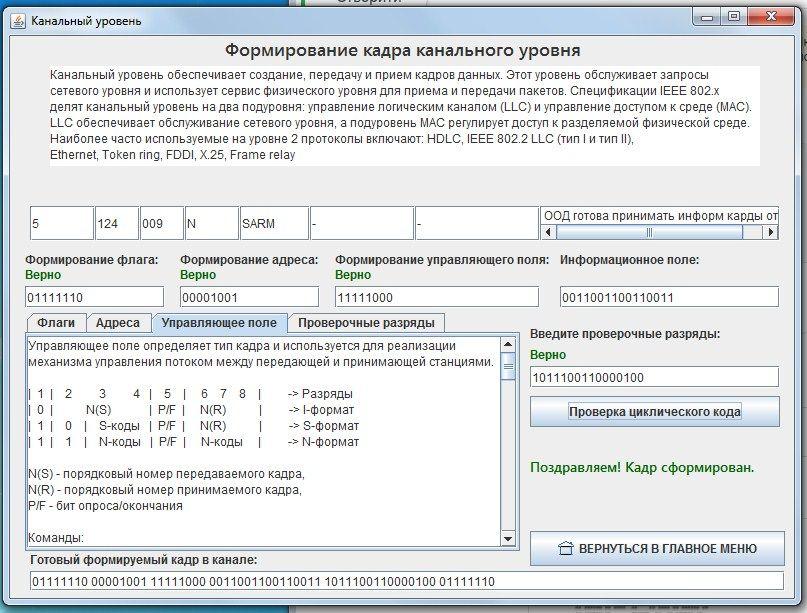 Канальный уровень
Формирование кадра канального уровня
Канальный уровень обеспечивает создание, передачу и прием кадров данных. Этот уровень обслуживает запросы
сетевого уровня и использует сервис физического уровня для приема и передачи пакетов. Спецификации IEEE 802.x
делят канальный уровень на два подуровня: управление логическим каналом (LLC) и управление доступом к среде (MAC).
LLC обеспечивает обслуживание сетевого уровня, а подуровень MAC регулирует доступ к разделяемой физической среде.
Наиболее часто используемые на уровне 2 протоколы включают: HDLC, IEEE 802.2 LLC (тип I и тип II),
Ethernet, Token ring, FDDI, X.25, Frame relay
5 124 009 N SARM - - ООД готова принимать информ карды от
Формирование флага: Формирование адреса: Формирование управляющего поля: Информационное поле:
Верно Верно Верно
01111110 00001001 11111000 0011001100110011
Флаги Адреса Управляющее поле Проверочные разряды
Управляющее поле определяет тип кадра и используется для реализации
механизма управления потоком между передающей и принимающей станциями.
| 1 | 2 3 4 | 5 | 6 7 8 | -> Разряды
| 0 | N(S) | P/F | N(R) | -> I-формат
| 1 | 0 | S-коды | P/F | N(R) | -> S-формат
| 1 | 1 | N-коды | P/F | N-коды | -> N-формат
N(S) - порядковый номер передаваемого кадра,
N(R) - порядковый номер принимаемого кадра,
P/F - бит опроса/окончания
Команды:
Введите проверочные разряды:
Верно
1011100110000100
Проверка циклического кода
Поздравляем! Кадр сформирован.
ВЕРНУТЬСЯ В ГЛАВНОЕ МЕНЮ
Готовый формируемый кадр в канале:
01111110 00001001 11111000 0011001100110011 1011100110000100 01111110